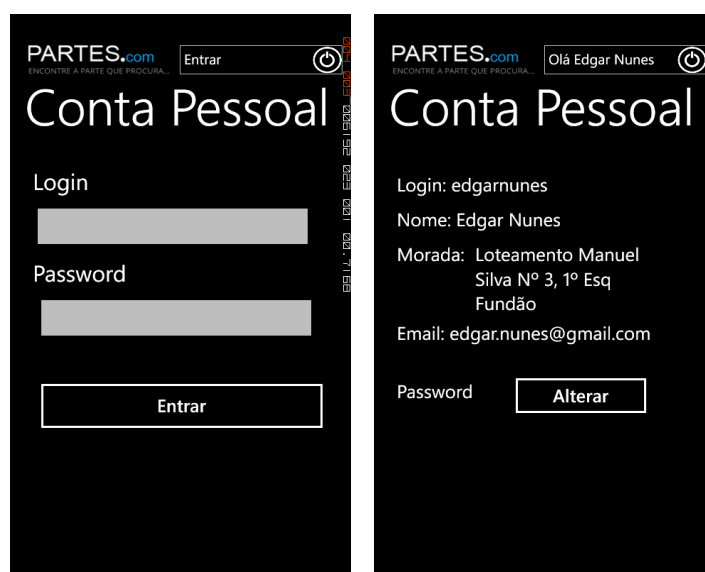 PARTES.com
ENCONTRE A PARTE QUE PROCURA...
Entrar
Conta Pessoal
Login
Password
Entrar
PARTES.com
ENCONTRE A PARTE QUE PROCURA...
Olá Edgar Nunes
Conta Pessoal
Login: edgarnunes
Nome: Edgar Nunes
Morada: Loteamento Manuel
Silva Nº 3, 1º Esq
Fundão
Email: edgar.nunes@gmail.com
Password
Alterar